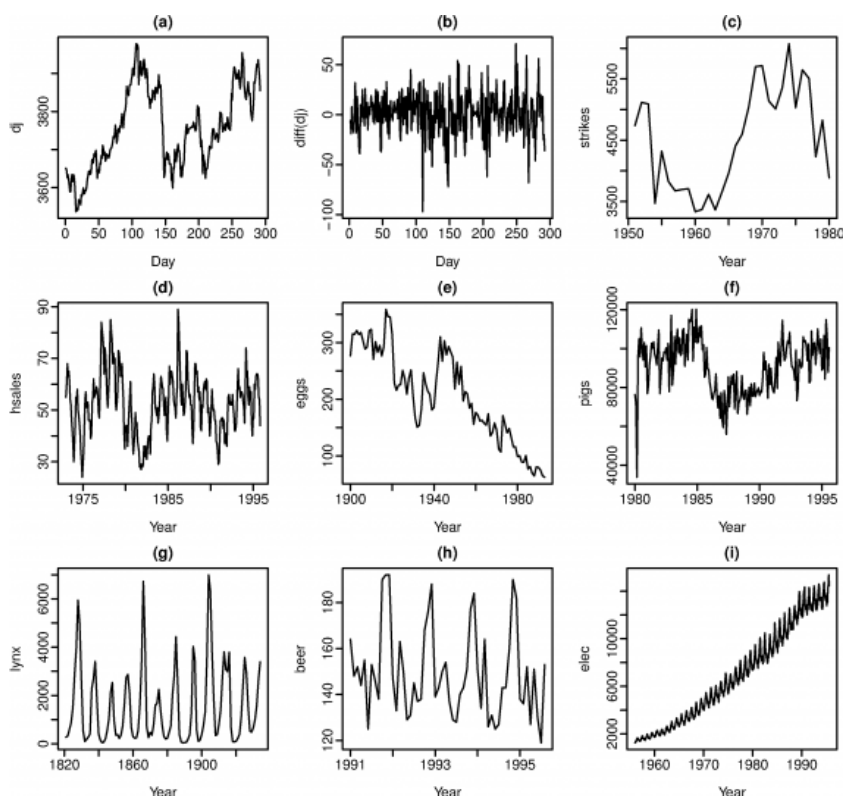 (a)
dj
3600 3800
0 50 100 150 200 250 300
Day
(b)
diff(dj)
−100 −50 0 50
0 50 100 150 200 250 300
Day
(c)
strikes
3500 4500 5500
1950 1960 1970 1980
Year
(d)
hsales
30 50 70 90
1975 1985 1995
Year
(e)
eggs
100 200 300
1900 1940 1980
Year
(f)
pigs
40000 80000 120000
1980 1985 1990 1995
Year
(g)
lynx
0 2000 4000 6000
1820 1860 1900
Year
(h)
beer
120 140 160 180
1991 1993 1995
Year
(i)
elec
2000 6000 10000
1960 1970 1980 1990
Year